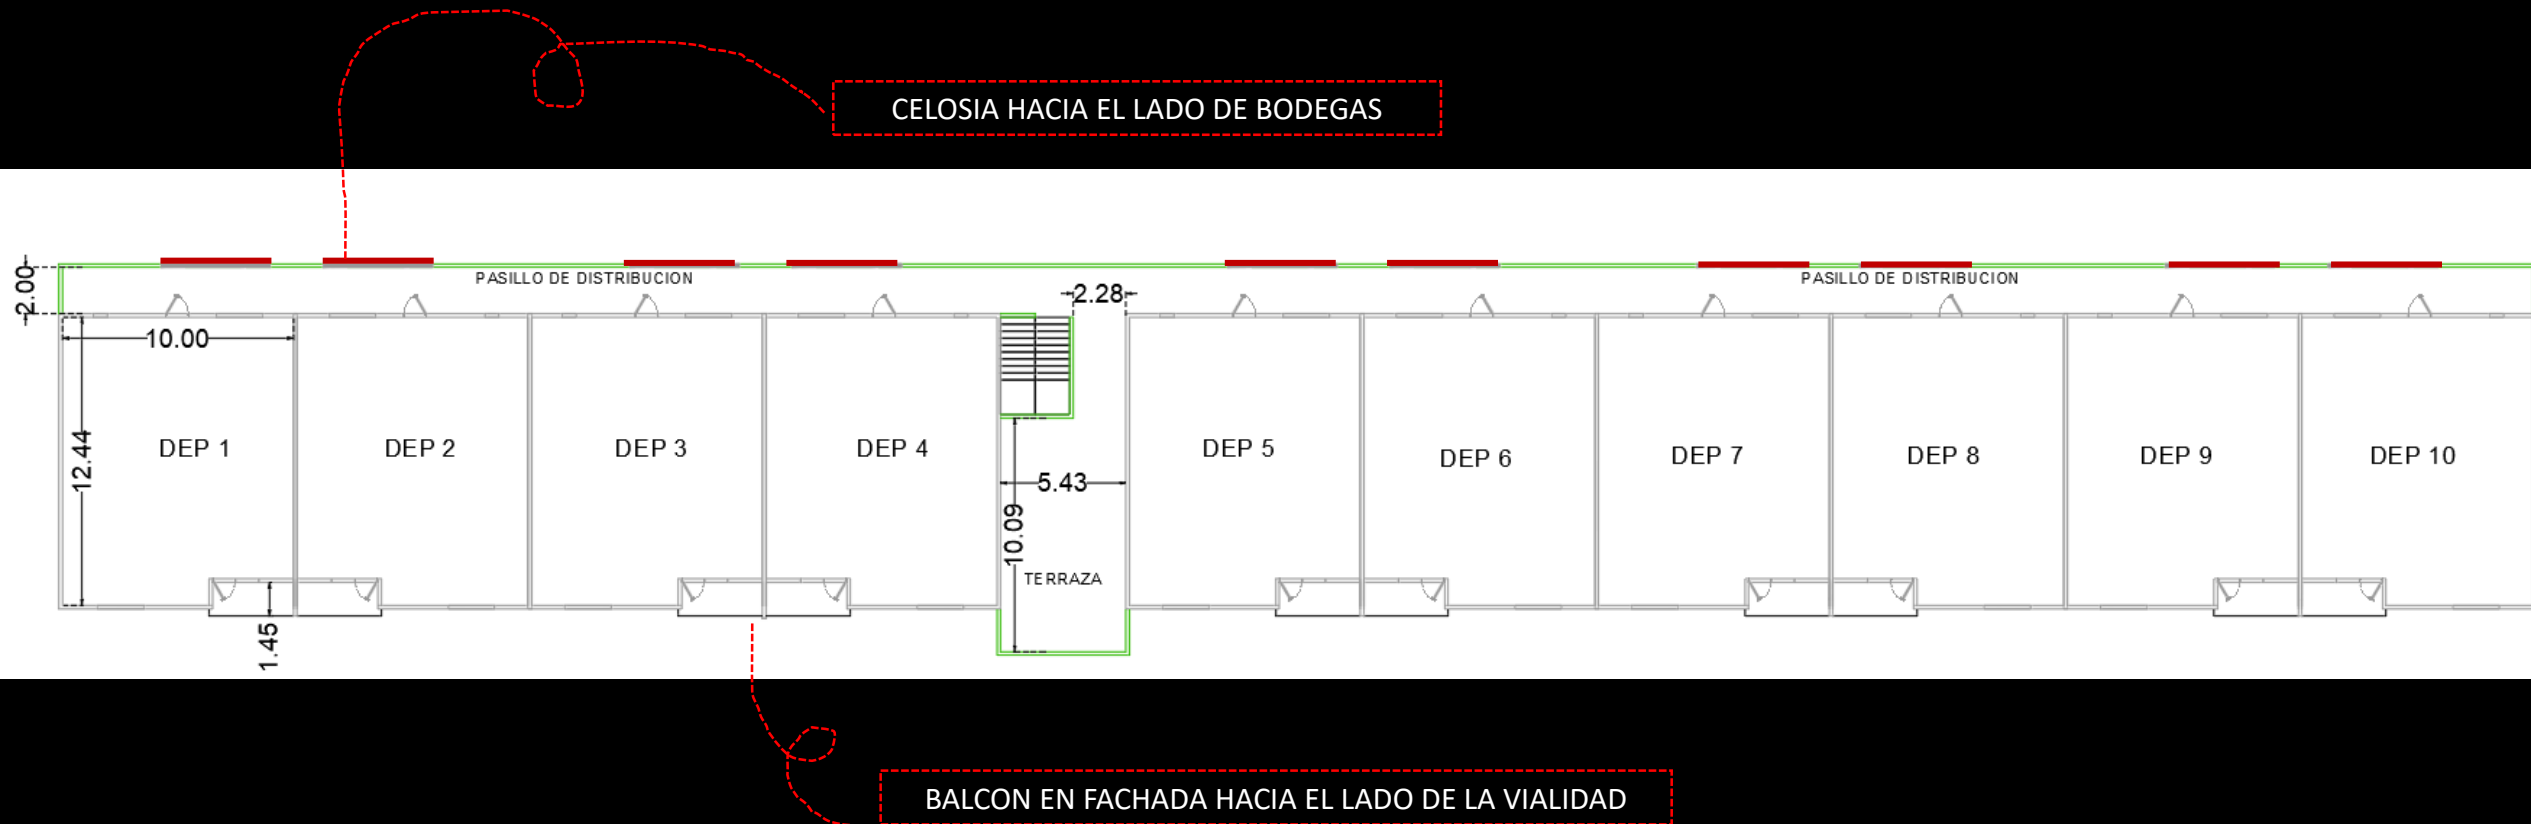 CELOSIA HACIA EL LADO DE BODEGAS
PASILLO DE DISTRIBUCION
PASILLO DE DISTRIBUCION
2.00
2.28
10.00
12.44
DEP 1
DEP 2
DEP 3
DEP 4
DEP 5
DEP 6
DEP 7
DEP 8
DEP 9
DEP 10
5.43
10.09
TERRAZA
1.45
BALCON EN FACHADA HACIA EL LADO DE LA VIALIDAD